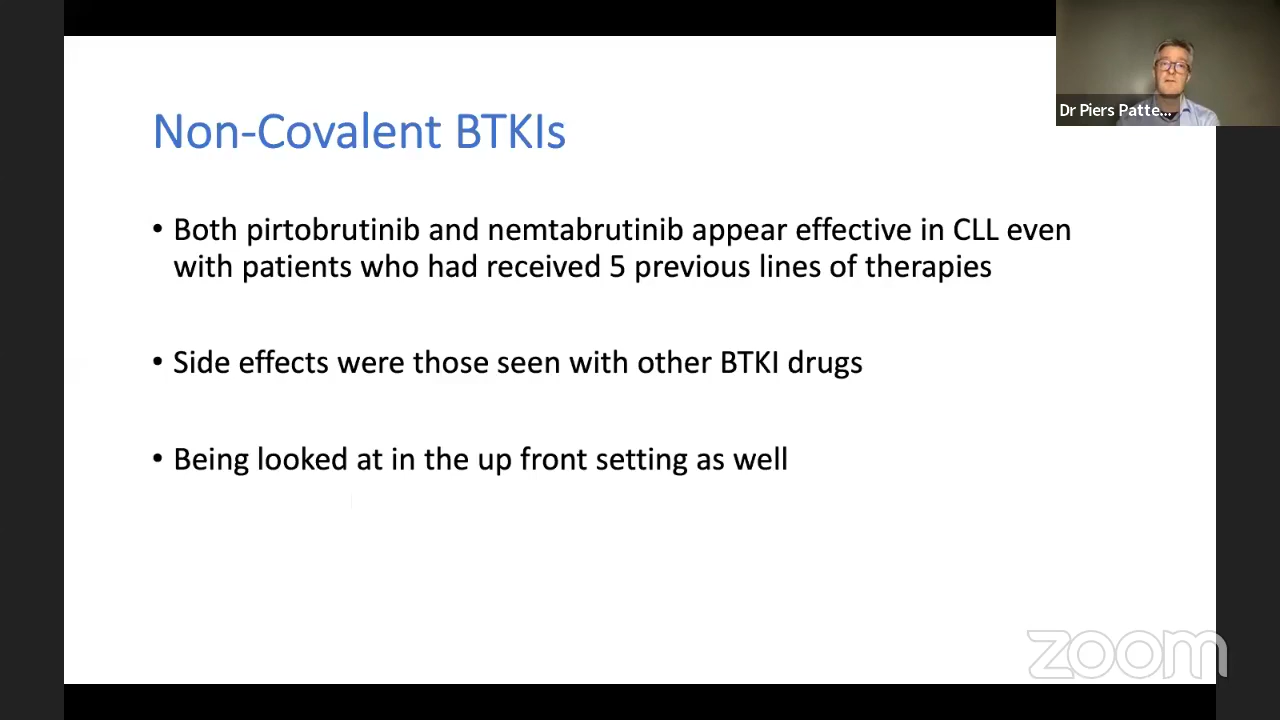 Dr Piers Patte...
Non-Covalent BTKIs
• Both pirtobrutinib and nemtabrutinib appear effective in CLL even
with patients who had received 5 previous lines of therapies
• Side effects were those seen with other BTKI drugs
• Being looked at in the up front setting as well
zoom